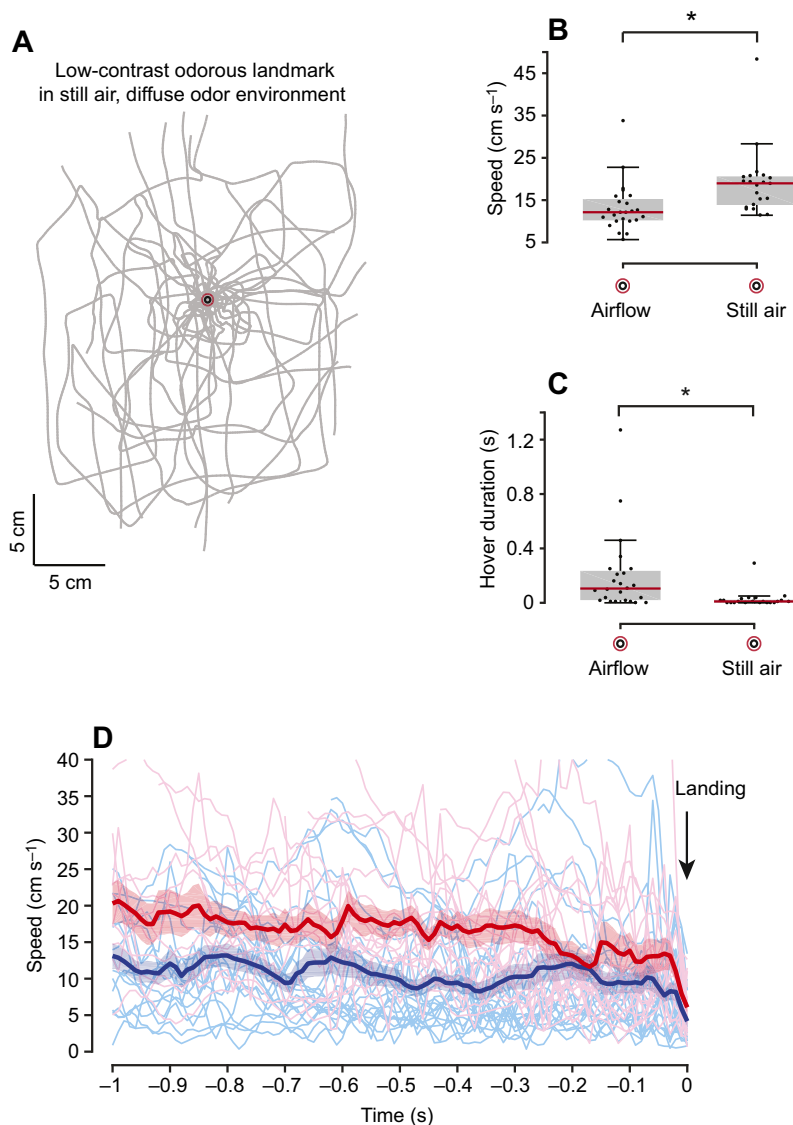 A
Low-contrast odorous landmark
in still air, diffuse odor environment
5 cm
5 cm
B
*
Speed (cm s–1)
45
35
25
15
5
Airflow
Still air
C
*
Hover duration (s)
1.2
0.8
0.4
0
Airflow
Still air
D
Speed (cm s–1)
40
35
30
25
20
15
10
5
0
Landing
–1
–0.9
–0.8
–0.7
–0.6
–0.5
–0.4
–0.3
–0.2
–0.1
0
Time (s)